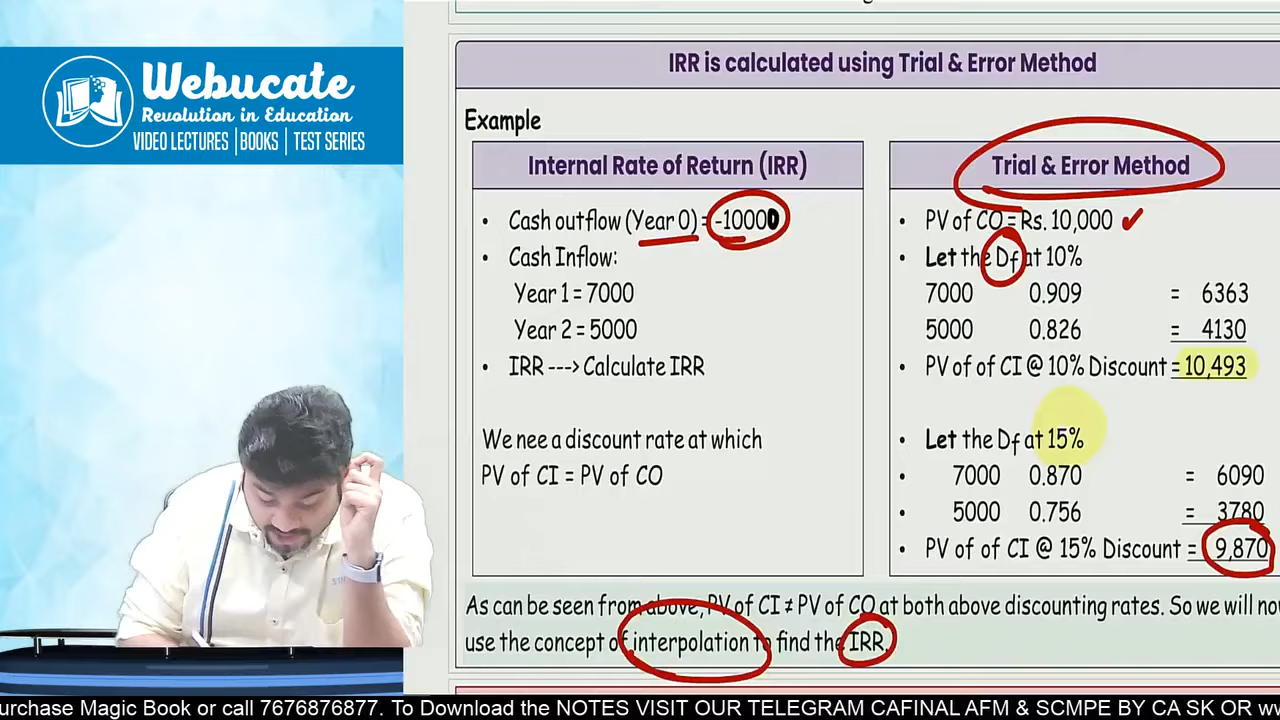 Webucate
Revolution in Education
VIDEO LECTURES | BOOKS | TEST SERIES
IRR is calculated using Trial & Error Method
Example
Internal Rate of Return (IRR)
• Cash outflow (Year 0) = -10000
• Cash Inflow:
Year 1 = 7000
Year 2 = 5000
• IRR ---> Calculate IRR
We nee a discount rate at which
PV of CI = PV of CO
Trial & Error Method
• PV of CO = Rs. 10,000 ✓
• Let the Df at 10%
7000 0.909 = 6363
5000 0.826 = 4130
• PV of of CI @ 10% Discount = 10,493
• Let the Df at 15%
• 7000 0.870 = 6090
• 5000 0.756 = 3780
• PV of of CI @ 15% Discount = 9,870
As can be seen from above, PV of CI ≠ PV of CO at both above discounting rates. So we will now
use the concept of interpolation to find the IRR.
urchase Magic Book or call 7676876877. To Download the NOTES VISIT OUR TELEGRAM CAFINAL AFM & SCMPE BY CA SK OR w